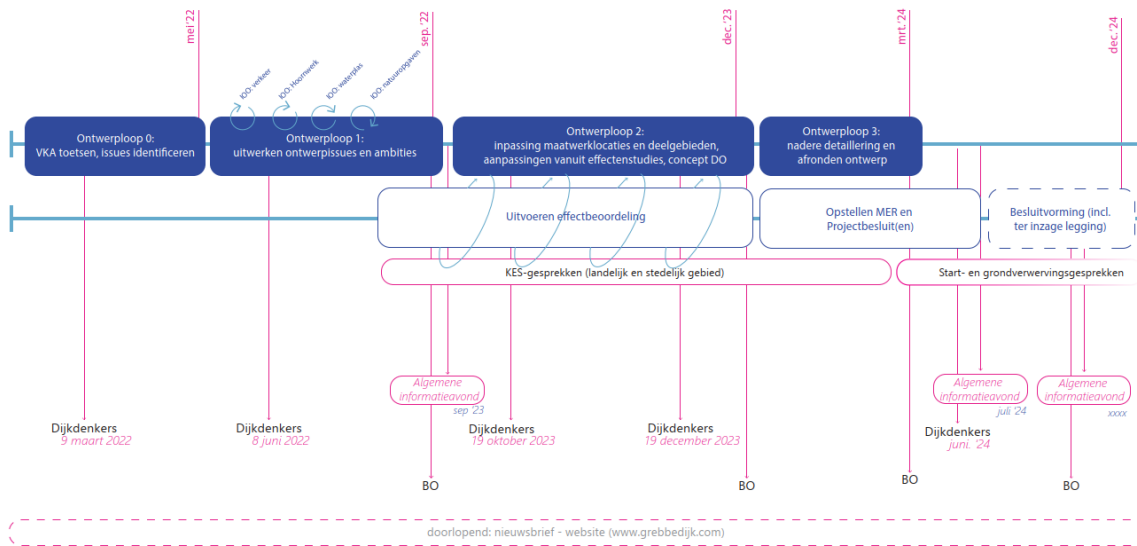 mei '22
sep. '22
dec. '23
mrt. '24
dec. '24
IOO: verkeer
IOO: Hoornwerk
IOO: waterplas
IOO: natuuropgaven
Ontwerploop 0:
VKA toetsen, issues identificeren
Ontwerploop 1:
uitwerken ontwerpissues en ambities
Ontwerploop 2:
inpassing maatwerklocaties en deelgebieden,
aanpassingen vanuit effectenstudies, concept DO
Ontwerploop 3:
nadere detaillering en
afronden ontwerp
Uitvoeren effectbeoordeling
Opstellen MER en
Projectbesluit(en)
Besluitvorming (incl.
ter inzage legging)
KES-gesprekken (landelijk en stedelijk gebied)
Start- en grondverwervingsgesprekken
Algemene
informatieavond
sep '23
Algemene
informatieavond
juli '24
Algemene
informatieavond
xxxx
Dijkdenkers
9 maart 2022
Dijkdenkers
8 juni 2022
Dijkdenkers
19 oktober 2023
Dijkdenkers
19 december 2023
Dijkdenkers
juni. '24
BO
BO
BO
BO
doorlopend: nieuwsbrief - website (www.grebbedijk.com)